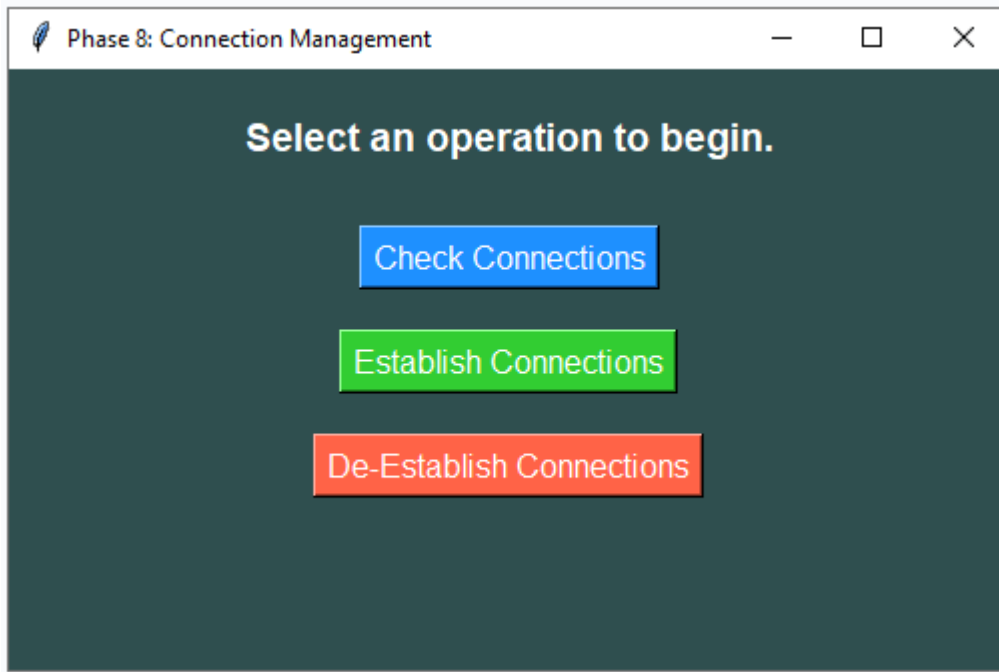 Phase 8: Connection Management
Select an operation to begin.
Check Connections
Establish Connections
De-Establish Connections